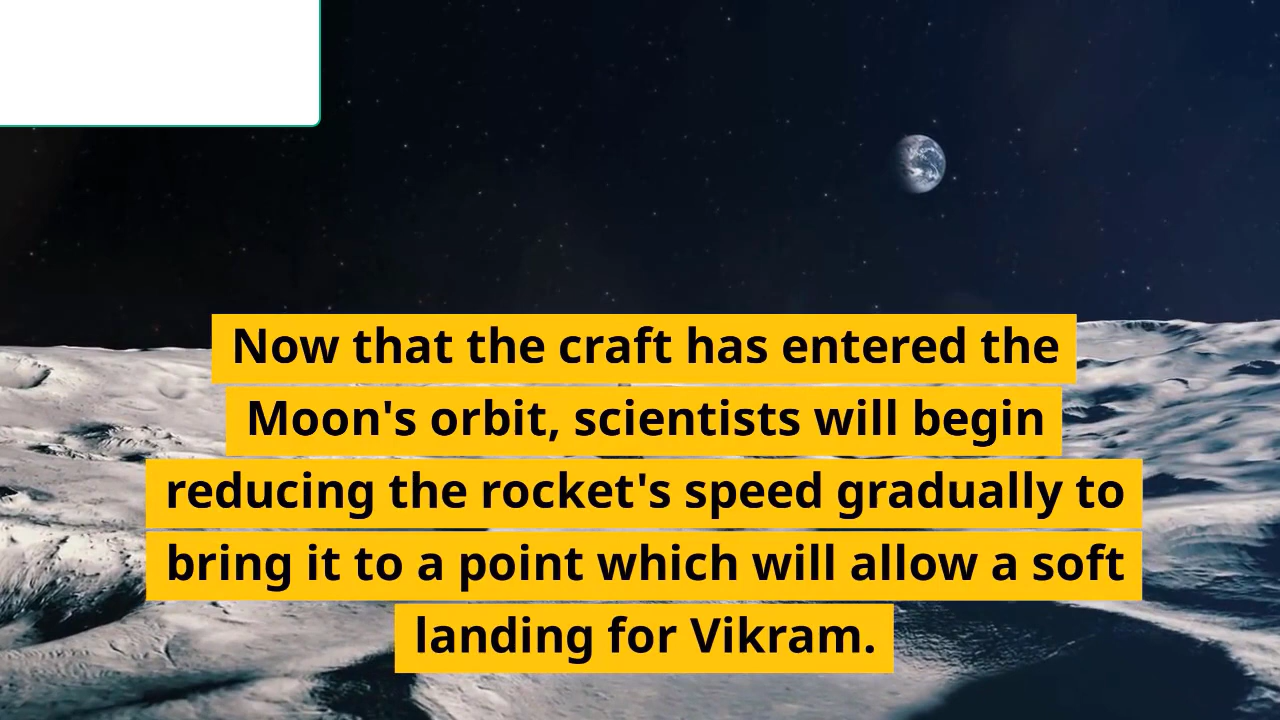 Now that the craft has entered the
Moon's orbit, scientists will begin
reducing the rocket's speed gradually to
bring it to a point which will allow a soft
landing for Vikram.